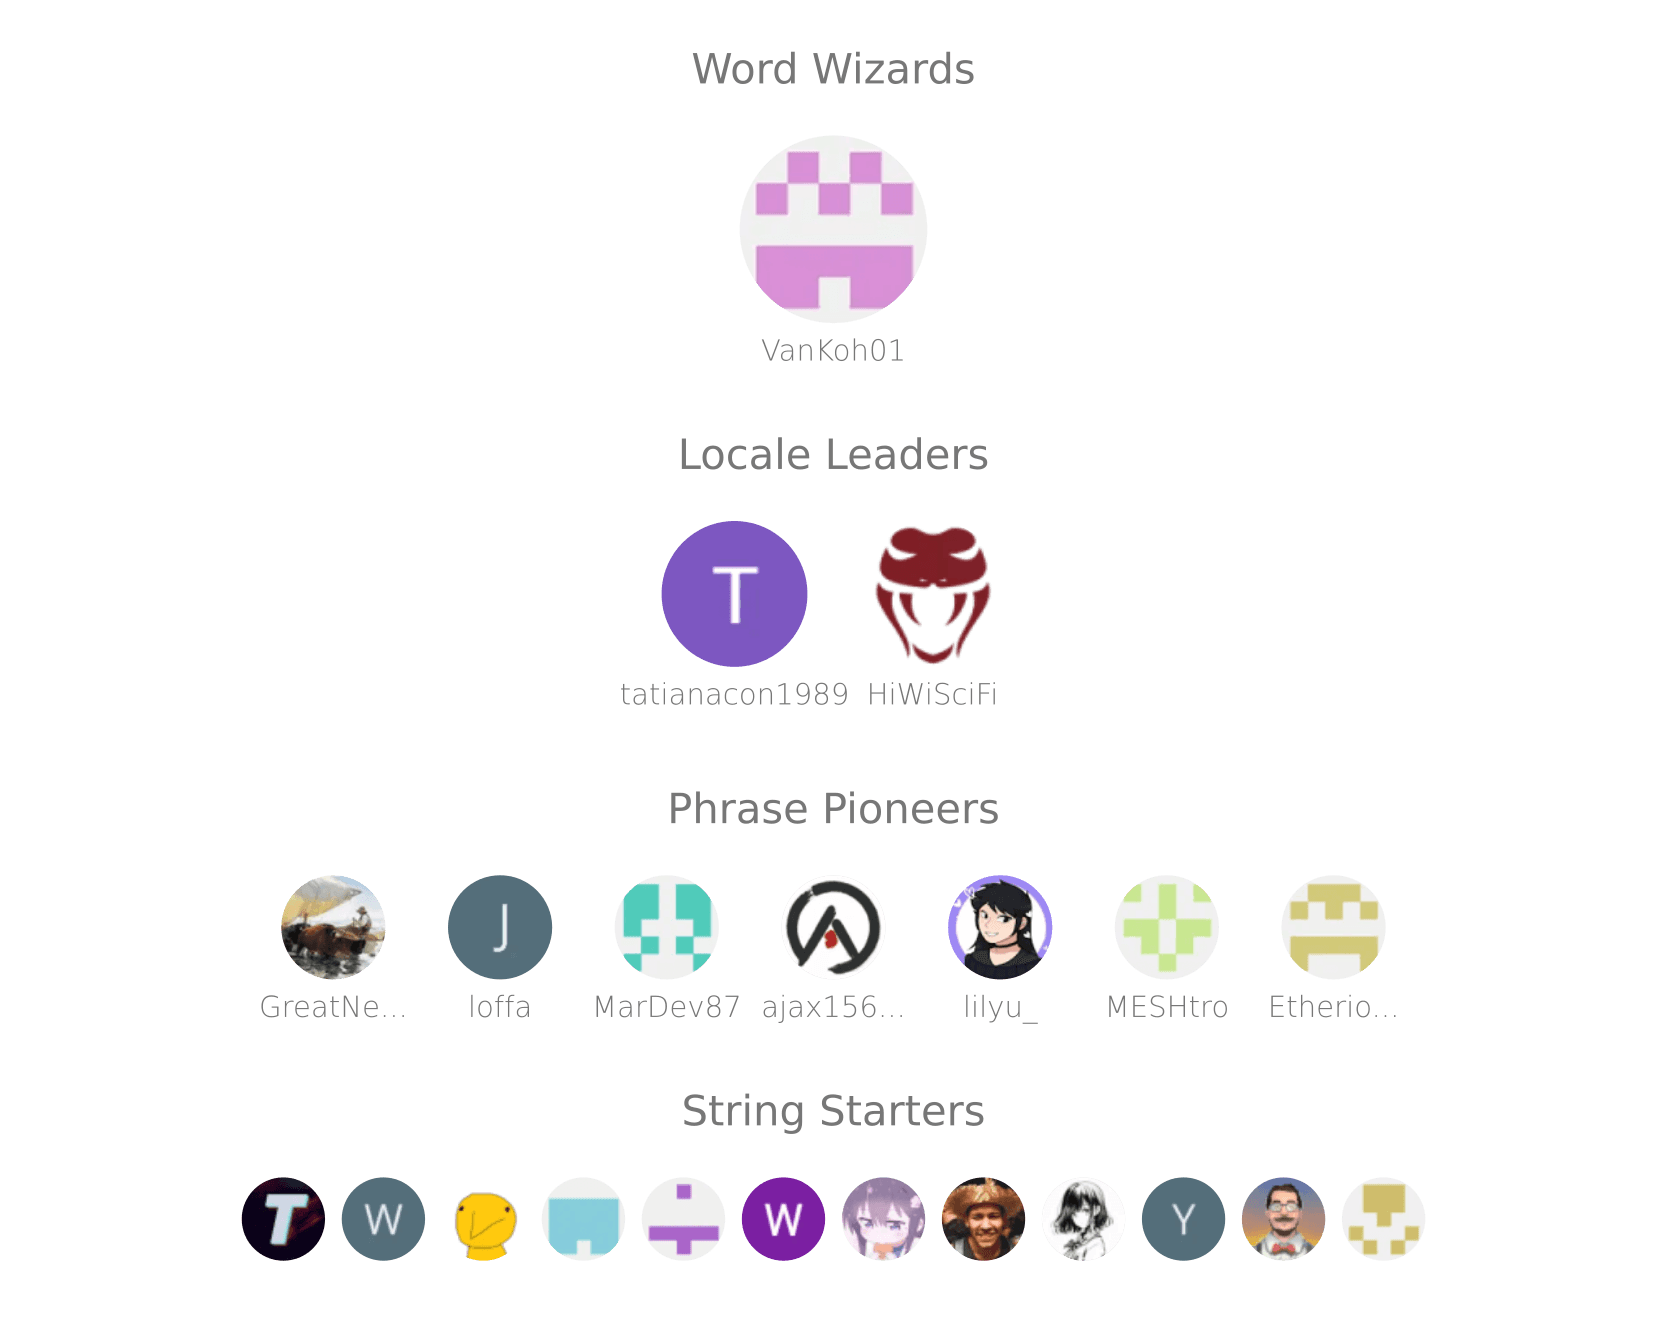 Word Wizards
VanKoh01
Locale Leaders
T
tatianacon1989 HiWiSciFi
Phrase Pioneers
J
GreatNe... loffa MarDev87 ajax156... lilyu_ MESHtro Etherio...
String Starters
T W W Y